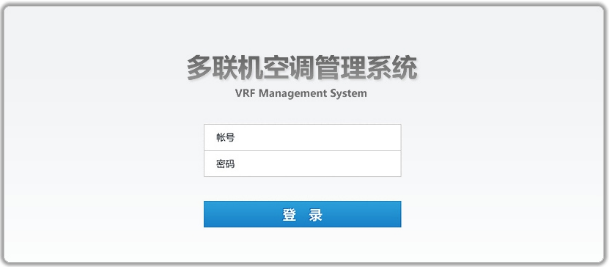 多联机空调管理系统
VRF Management System
帐号
密码
登 录